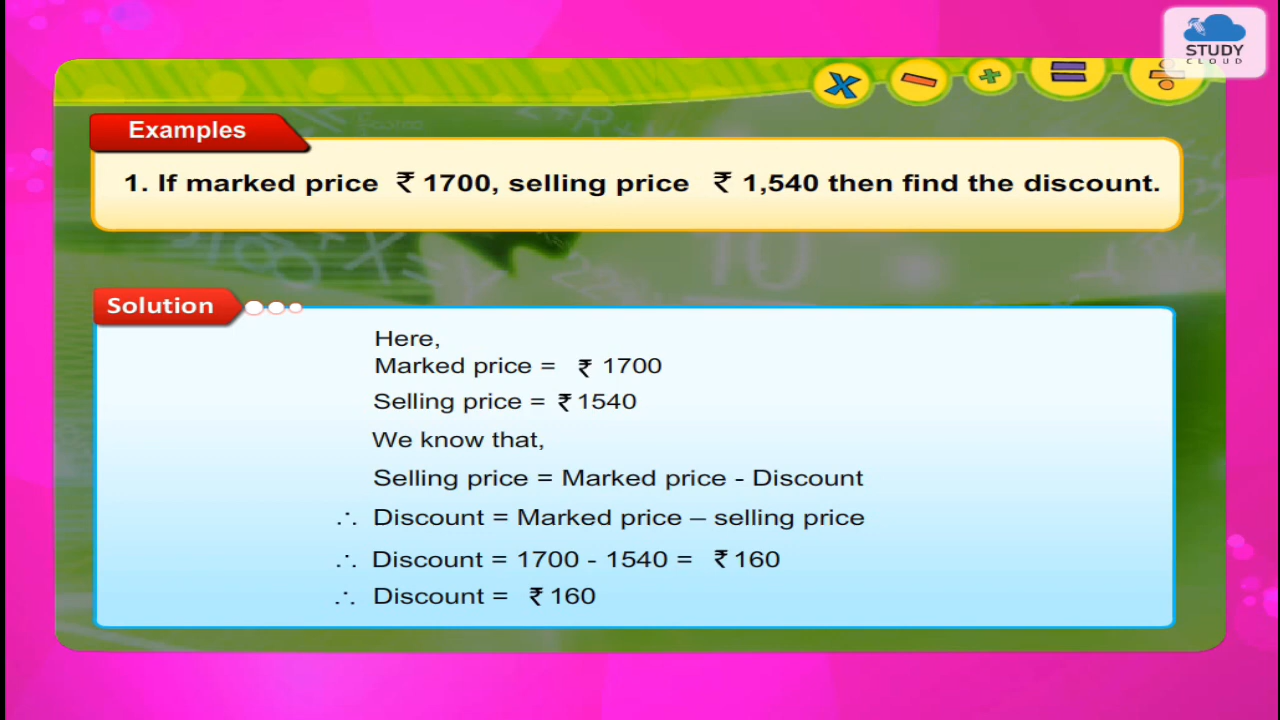 STUDY
CLOUD
Examples
1. If marked price ₹ 1700, selling price ₹ 1,540 then find the discount.
Solution
Here,
Marked price = ₹ 1700
Selling price = ₹ 1540
We know that,
Selling price = Marked price - Discount
∴ Discount = Marked price – selling price
∴ Discount = 1700 - 1540 = ₹ 160
∴ Discount = ₹ 160